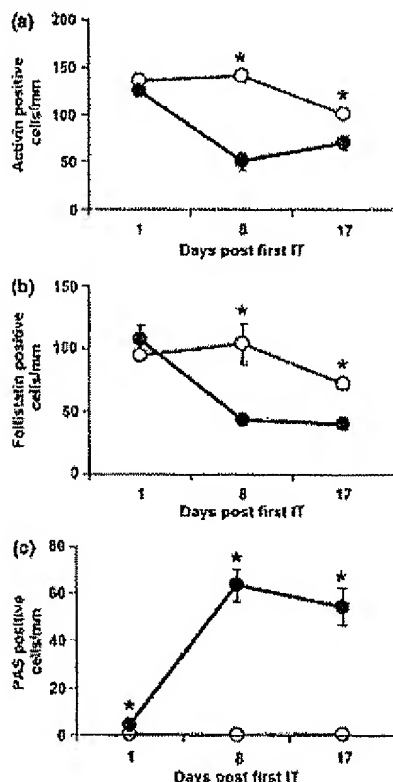 (a)
Activin positive
cells/mm
200
150
100
50
0
*
*
1
8
17
Days post first IT
(b)
Follistatin positive
cells/mm
150
100
50
0
*
*
1
8
17
Days post first IT
(c)
PAS positive
cells/mm
80
60
40
20
0
*
*
*
1
8
17
Days post first IT